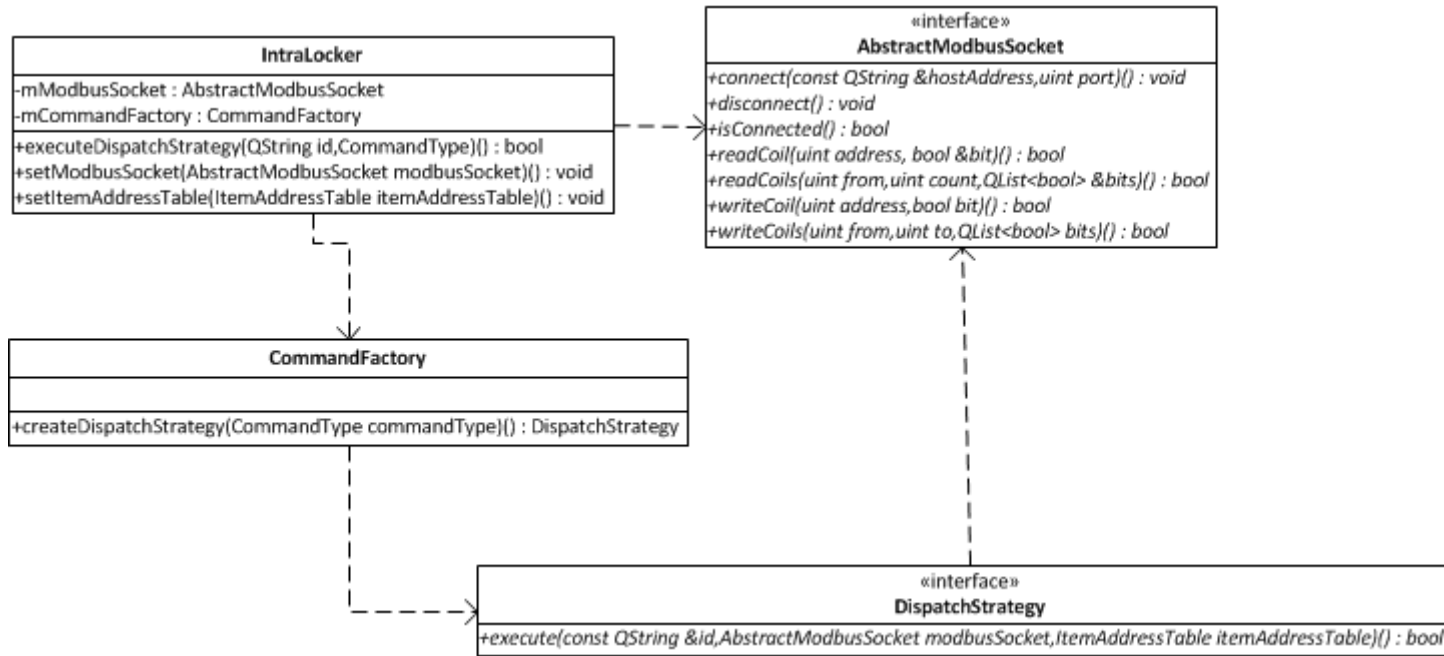 IntraLocker
-mModbusSocket : AbstractModbusSocket
-mCommandFactory : CommandFactory
+executeDispatchStrategy(QString id,CommandType)() : bool
+setModbusSocket(AbstractModbusSocket modbusSocket)() : void
+setItemAddressTable(ItemAddressTable itemAddressTable)() : void
«interface»
AbstractModbusSocket
+connect(const QString &hostAddress,uint port)() : void
+disconnect() : void
+isConnected() : bool
+readCoil(uint address, bool &bit)() : bool
+readCoils(uint from,uint count,QList<bool> &bits)() : bool
+writeCoil(uint address,bool bit)() : bool
+writeCoils(uint from,uint to,QList<bool> bits)() : bool
CommandFactory
+createDispatchStrategy(CommandType commandType)() : DispatchStrategy
«interface»
DispatchStrategy
+execute(const QString &id,AbstractModbusSocket modbusSocket,ItemAddressTable itemAddressTable)() : bool